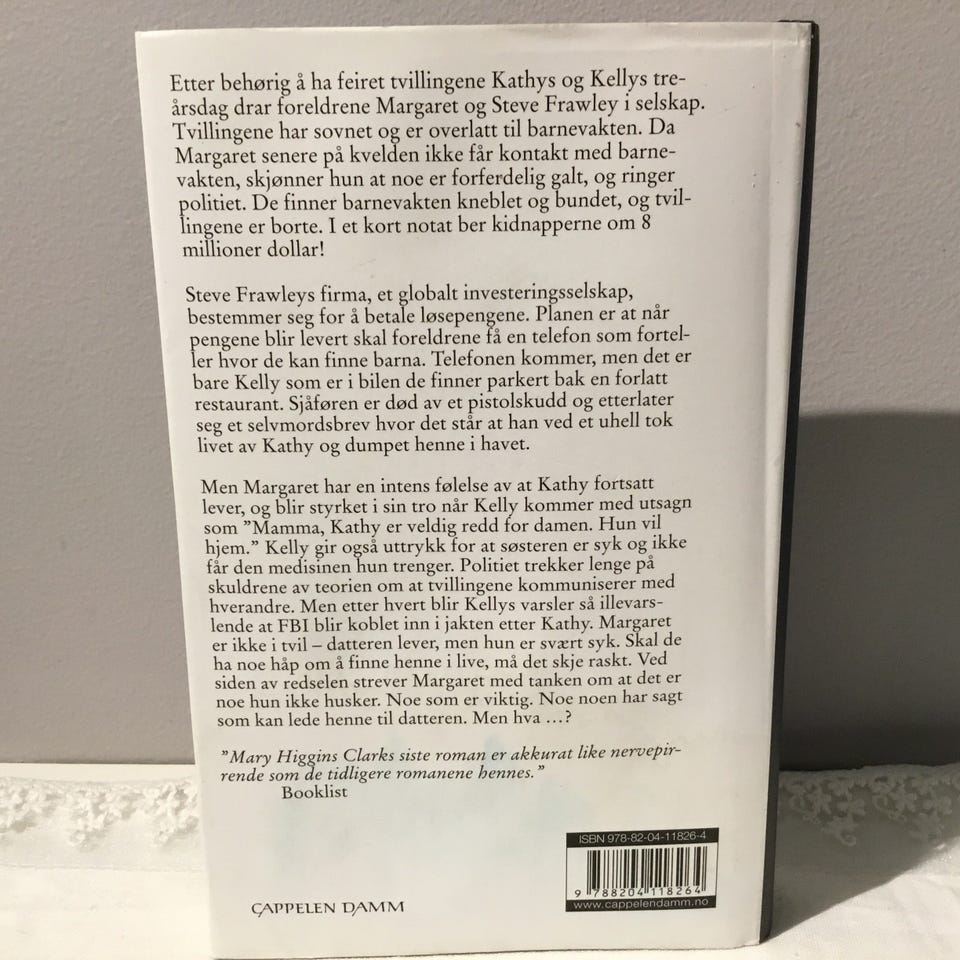 Etter behørig å ha feiret tvillingene Kathys og Kellys tre-
årsdag drar foreldrene Margaret og Steve Frawley i selskap.
Tvillingene har sovnet og er overlatt til barnevakten. Da
Margaret senere på kvelden ikke får kontakt med barne-
vakten, skjønner hun at noe er forferdelig galt, og ringer
politiet. De finner barnevakten kneblet og bundet, og tvil-
lingene er borte. I et kort notat ber kidnapperne om 8
millioner dollar!
Steve Frawleys firma, et globalt investeringsselskap,
bestemmer seg for å betale løsepengene. Planen er at når
pengene blir levert skal foreldrene få en telefon som fortel-
ler hvor de kan finne barna. Telefonen kommer, men det er
bare Kelly som er i bilen de finner parkert bak en forlatt
restaurant. Sjåføren er død av et pistolskudd og etterlater
seg et selvmordsbrev hvor det står at han ved et uhell tok
livet av Kathy og dumpet henne i havet.
Men Margaret har en intens følelse av at Kathy fortsatt
lever, og blir styrket i sin tro når Kelly kommer med utsagn
som ”Mamma, Kathy er veldig redd for damen. Hun vil
hjem.” Kelly gir også uttrykk for at søsteren er syk og ikke
får den medisinen hun trenger. Politiet trekker lenge på
skuldrene av teorien om at tvillingene kommuniserer med
hverandre. Men etter hvert blir Kellys varsler så illevars-
lende at FBI blir koblet inn i jakten etter Kathy. Margaret
er ikke i tvil – datteren lever, men hun er svært syk. Skal de
ha noe håp om å finne henne i live, må det skje raskt. Ved
siden av redselen strever Margaret med tanken om at det er
noe hun ikke husker. Noe som er viktig. Noe noen har sagt
som kan lede henne til datteren. Men hva …?
”Mary Higgins Clarks siste roman er akkurat like nervepir-
rende som de tidligere romanene hennes.”
Booklist
ISBN 978-82-04-11826-4
9 788204 118264
www.cappelendamm.no
CAPPELEN DAMM